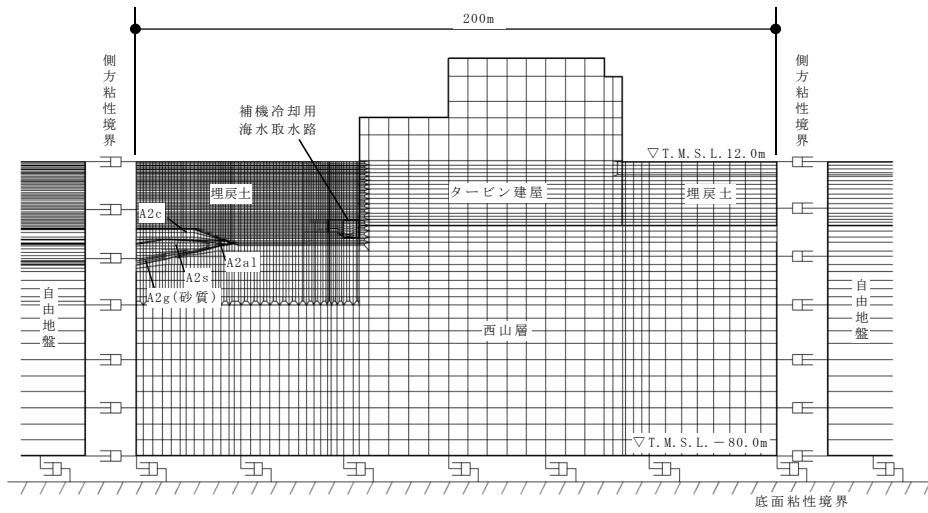 200m
側方粘性境界
側方粘性境界
補機冷却用
海水取水路
▽T.M.S.L.12.0m
埋戻土
タービン建屋
埋戻土
A2c
A2al
A2s
A2g(砂質)
自由地盤
西山層
自由地盤
▽T.M.S.L.－80.0m
底面粘性境界